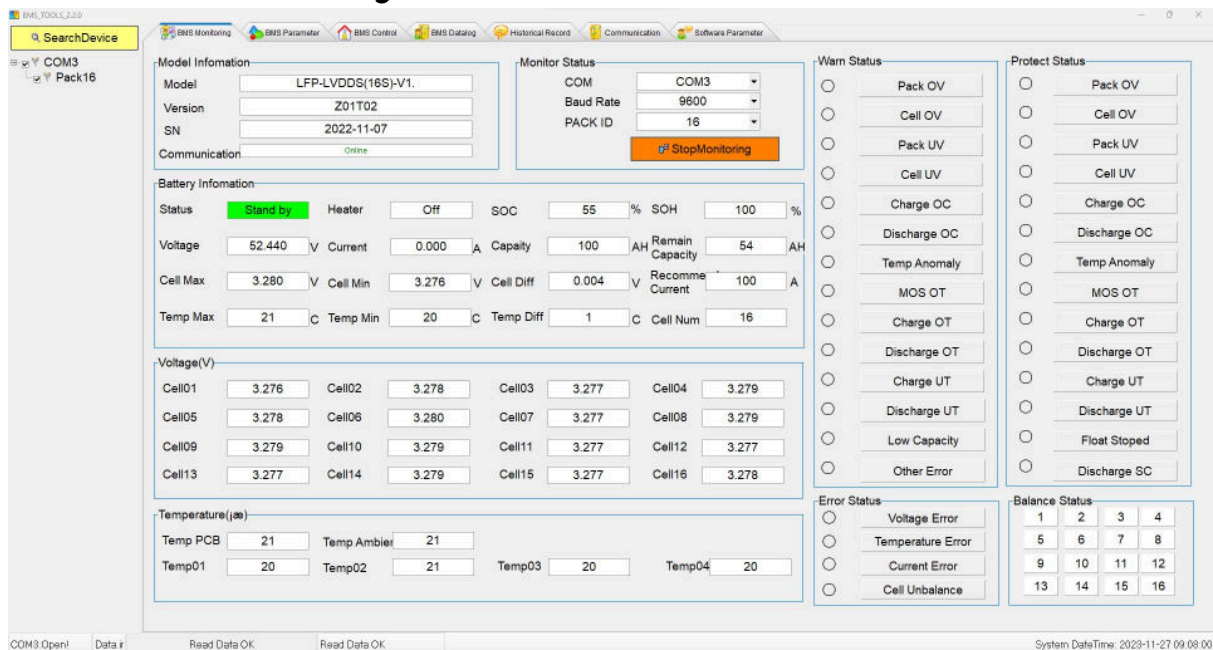 BMS_TOOLS_2.2.0
SearchDevice
COM3
Pack16
BMS Monitoring BMS Parameter BMS Control BMS Datalog Historical Record Communication Software Parameter
Model Infomation
Model LFP-LVDDS(16S)-V1.
Version Z01T02
SN 2022-11-07
Communication Online
Monitor Status
COM COM3
Baud Rate 9600
PACK ID 16
StopMonitoring
Battery Infomation
Status Stand by Heater Off SOC 55 % SOH 100 %
Voltage 52.440 V Current 0.000 A Capaity 100 AH Remain Capacity 54 AH
Cell Max 3.280 V Cell Min 3.276 V Cell Diff 0.004 V Recomme Current 100 A
Temp Max 21 C Temp Min 20 C Temp Diff 1 C Cell Num 16
Voltage(V)
Cell01 3.276 Cell02 3.278 Cell03 3.277 Cell04 3.279
Cell05 3.278 Cell06 3.280 Cell07 3.277 Cell08 3.279
Cell09 3.279 Cell10 3.279 Cell11 3.277 Cell12 3.277
Cell13 3.277 Cell14 3.279 Cell15 3.277 Cell16 3.278
Temperature(¡æ)
Temp PCB 21 Temp Ambier 21
Temp01 20 Temp02 21 Temp03 20 Temp04 20
Warn Status
Pack OV
Cell OV
Pack UV
Cell UV
Charge OC
Discharge OC
Temp Anomaly
MOS OT
Charge OT
Discharge OT
Charge UT
Discharge UT
Low Capacity
Other Error
Protect Status
Pack OV
Cell OV
Pack UV
Cell UV
Charge OC
Discharge OC
Temp Anomaly
MOS OT
Charge OT
Discharge OT
Charge UT
Discharge UT
Float Stoped
Discharge SC
Error Status
Voltage Error
Temperature Error
Current Error
Cell Unbalance
Balance Status
1 2 3 4
5 6 7 8
9 10 11 12
13 14 15 16
COM3:Open! Data ir Read Data OK Read Data OK System DateTime: 2023-11-27 09:08:00